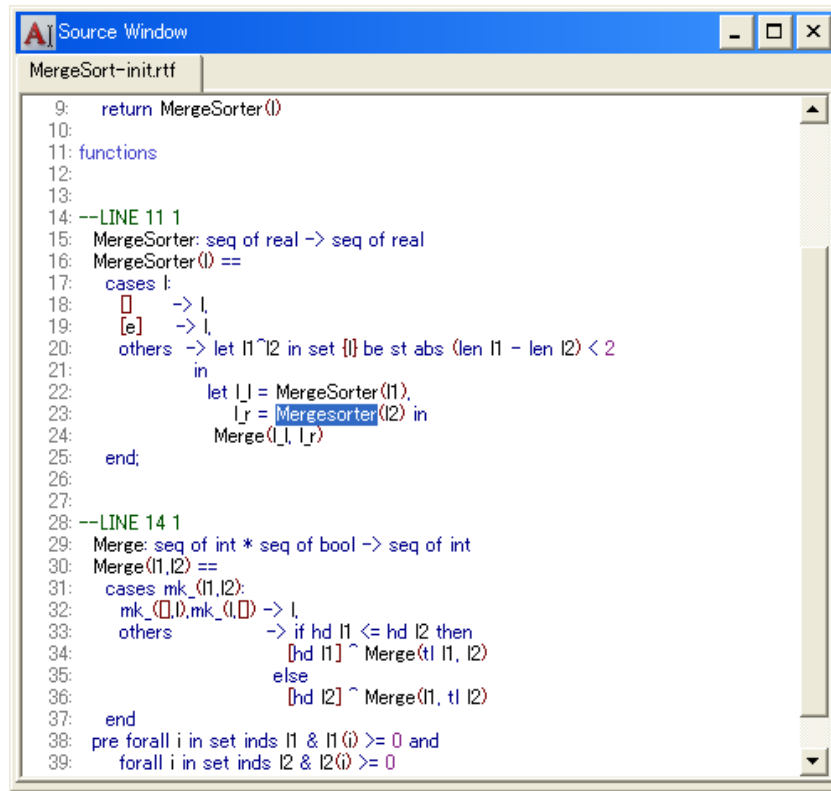 Source Window
MergeSort-init.rtf
9: return MergeSorter(l)
10:
11: functions
12:
13:
14: --LINE 11 1
15: MergeSorter: seq of real -> seq of real
16: MergeSorter(l) ==
17: cases l:
18: [] -> l,
19: [e] -> l,
20: others -> let l1^l2 in set {l} be st abs (len l1 - len l2) < 2
21: in
22: let l_l = MergeSorter(l1),
23: l_r = Mergesorter(l2) in
24: Merge(l_l, l_r)
25: end;
26:
27:
28: --LINE 14 1
29: Merge: seq of int * seq of bool -> seq of int
30: Merge(l1,l2) ==
31: cases mk_(l1,l2):
32: mk_([],l),mk_(l,[]) -> l,
33: others -> if hd l1 <= hd l2 then
34: [hd l1] ^ Merge(tl l1, l2)
35: else
36: [hd l2] ^ Merge(l1, tl l2)
37: end
38: pre forall i in set inds l1 & l1(i) >= 0 and
39: forall i in set inds l2 & l2(i) >= 0